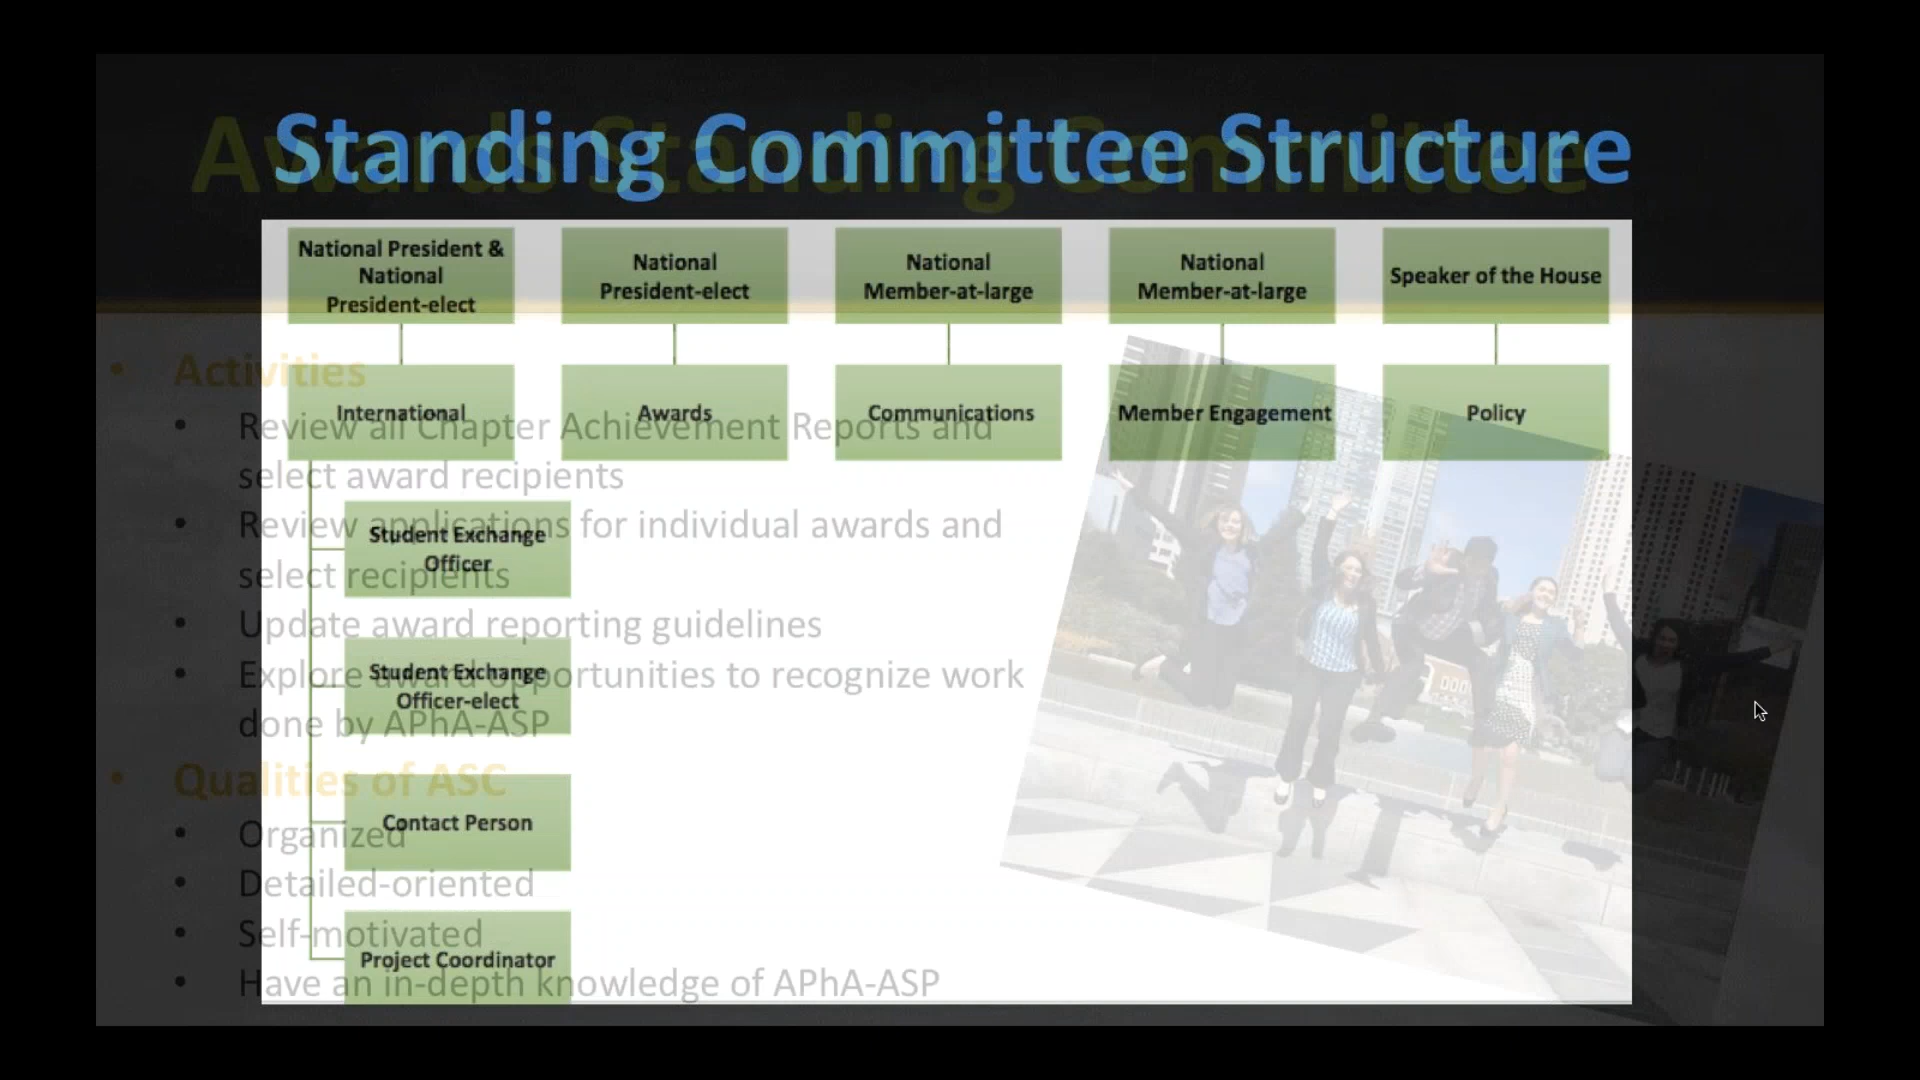 Standing Committee Structure
National President &
National
President-elect
National
President-elect
National
Member-at-large
National
Member-at-large
Speaker of the House
International
Awards
Communications
Member Engagement
Policy
Student Exchange
Officer
Student Exchange
Officer-elect
Contact Person
Project Coordinator
Awards Standing Committee
• Activities
• Review all Chapter Achievement Reports and
select award recipients
• Review applications for individual awards and
select recipients
• Update award reporting guidelines
• Explore award opportunities to recognize work
done by APhA-ASP
• Qualities of ASC
• Organized
• Detailed-oriented
• Self-motivated
• Have an in-depth knowledge of APhA-ASP